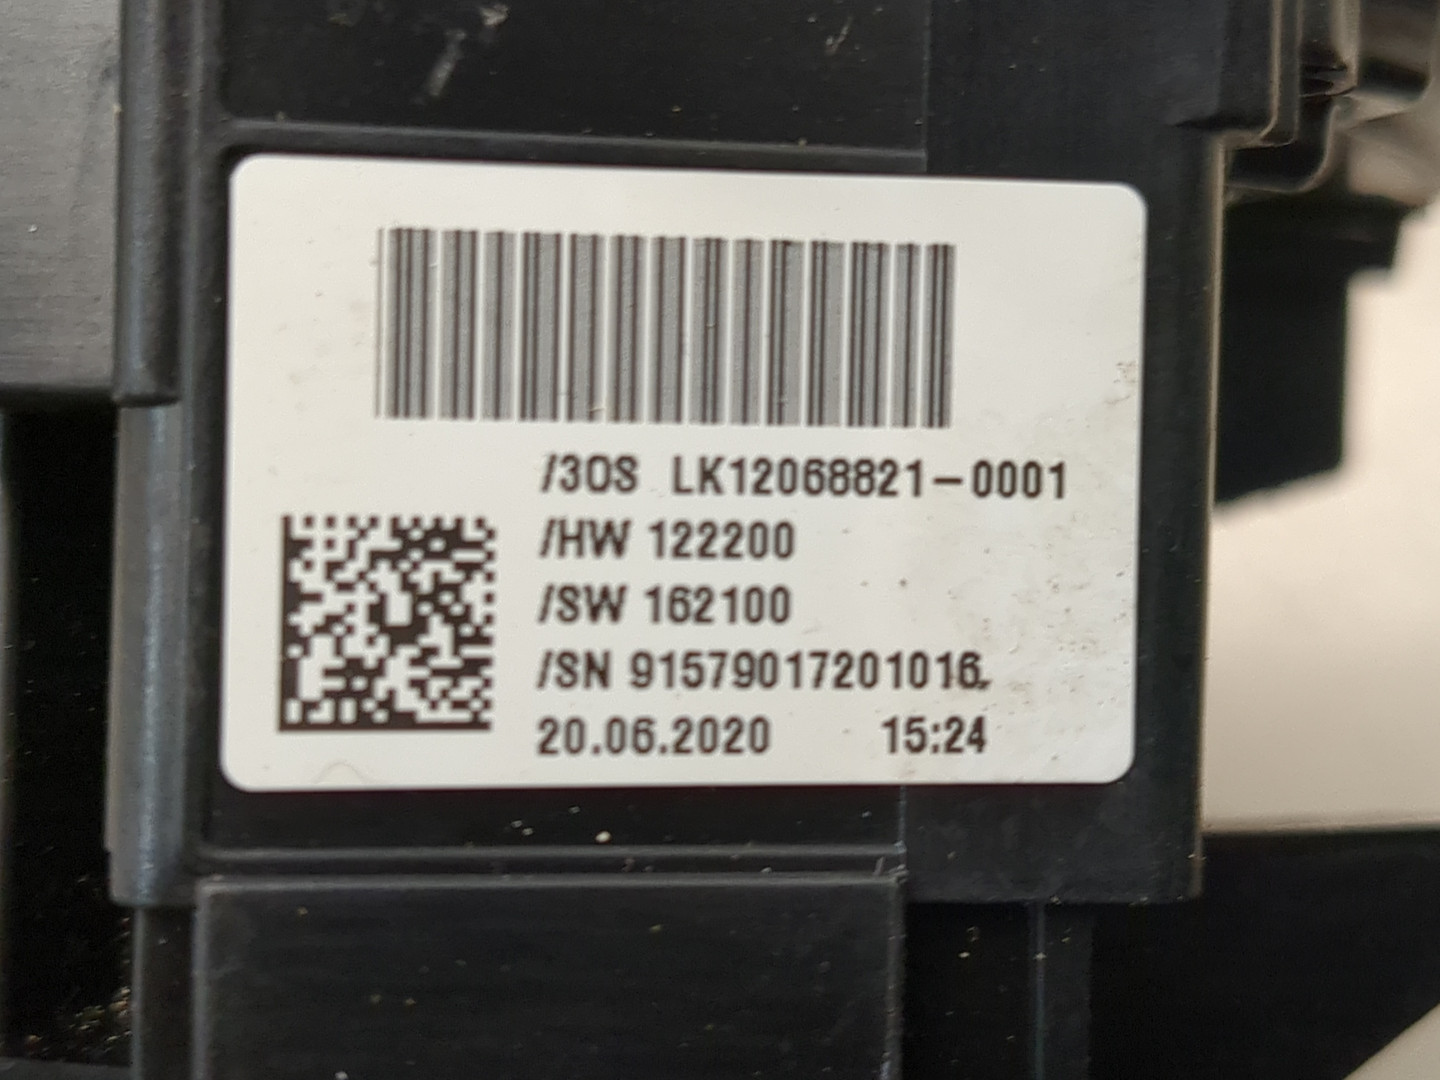 /3OS LK12068821-0001
/HW 122200
/SW 162100
/SN 91579017201016
20.06.2020 15:24